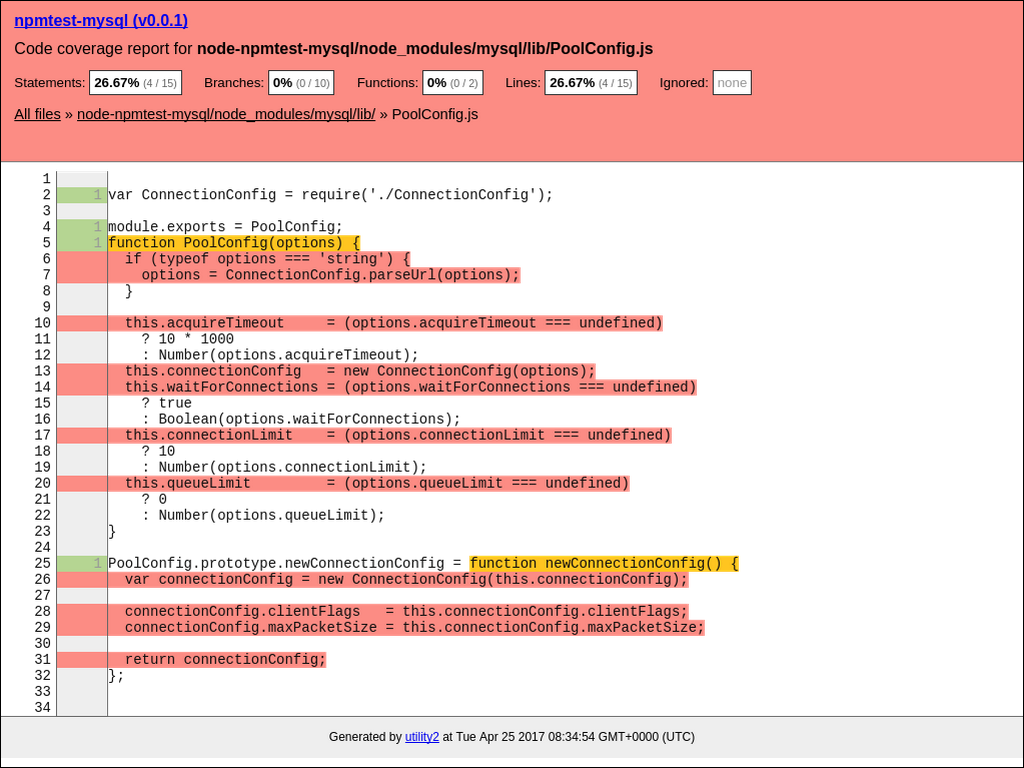 npmtest-mysql (v0.0.1)
Code coverage report for node-npmtest-mysql/node_modules/mysql/lib/PoolConfig.js
Statements: 26.67% (4 / 15) Branches: 0% (0 / 10) Functions: 0% (0 / 2) Lines: 26.67% (4 / 15) Ignored: none
All files » node-npmtest-mysql/node_modules/mysql/lib/ » PoolConfig.js
1
2 1 var ConnectionConfig = require('./ConnectionConfig');
3
4 1 module.exports = PoolConfig;
5 1 function PoolConfig(options) {
6   if (typeof options === 'string') {
7     options = ConnectionConfig.parseUrl(options);
8   }
9
10   this.acquireTimeout     = (options.acquireTimeout === undefined)
11     ? 10 * 1000
12     : Number(options.acquireTimeout);
13   this.connectionConfig   = new ConnectionConfig(options);
14   this.waitForConnections = (options.waitForConnections === undefined)
15     ? true
16     : Boolean(options.waitForConnections);
17   this.connectionLimit    = (options.connectionLimit === undefined)
18     ? 10
19     : Number(options.connectionLimit);
20   this.queueLimit         = (options.queueLimit === undefined)
21     ? 0
22     : Number(options.queueLimit);
23 }
24
25 1 PoolConfig.prototype.newConnectionConfig = function newConnectionConfig() {
26   var connectionConfig = new ConnectionConfig(this.connectionConfig);
27
28   connectionConfig.clientFlags   = this.connectionConfig.clientFlags;
29   connectionConfig.maxPacketSize = this.connectionConfig.maxPacketSize;
30
31   return connectionConfig;
32 };
33
34
Generated by utility2 at Tue Apr 25 2017 08:34:54 GMT+0000 (UTC)